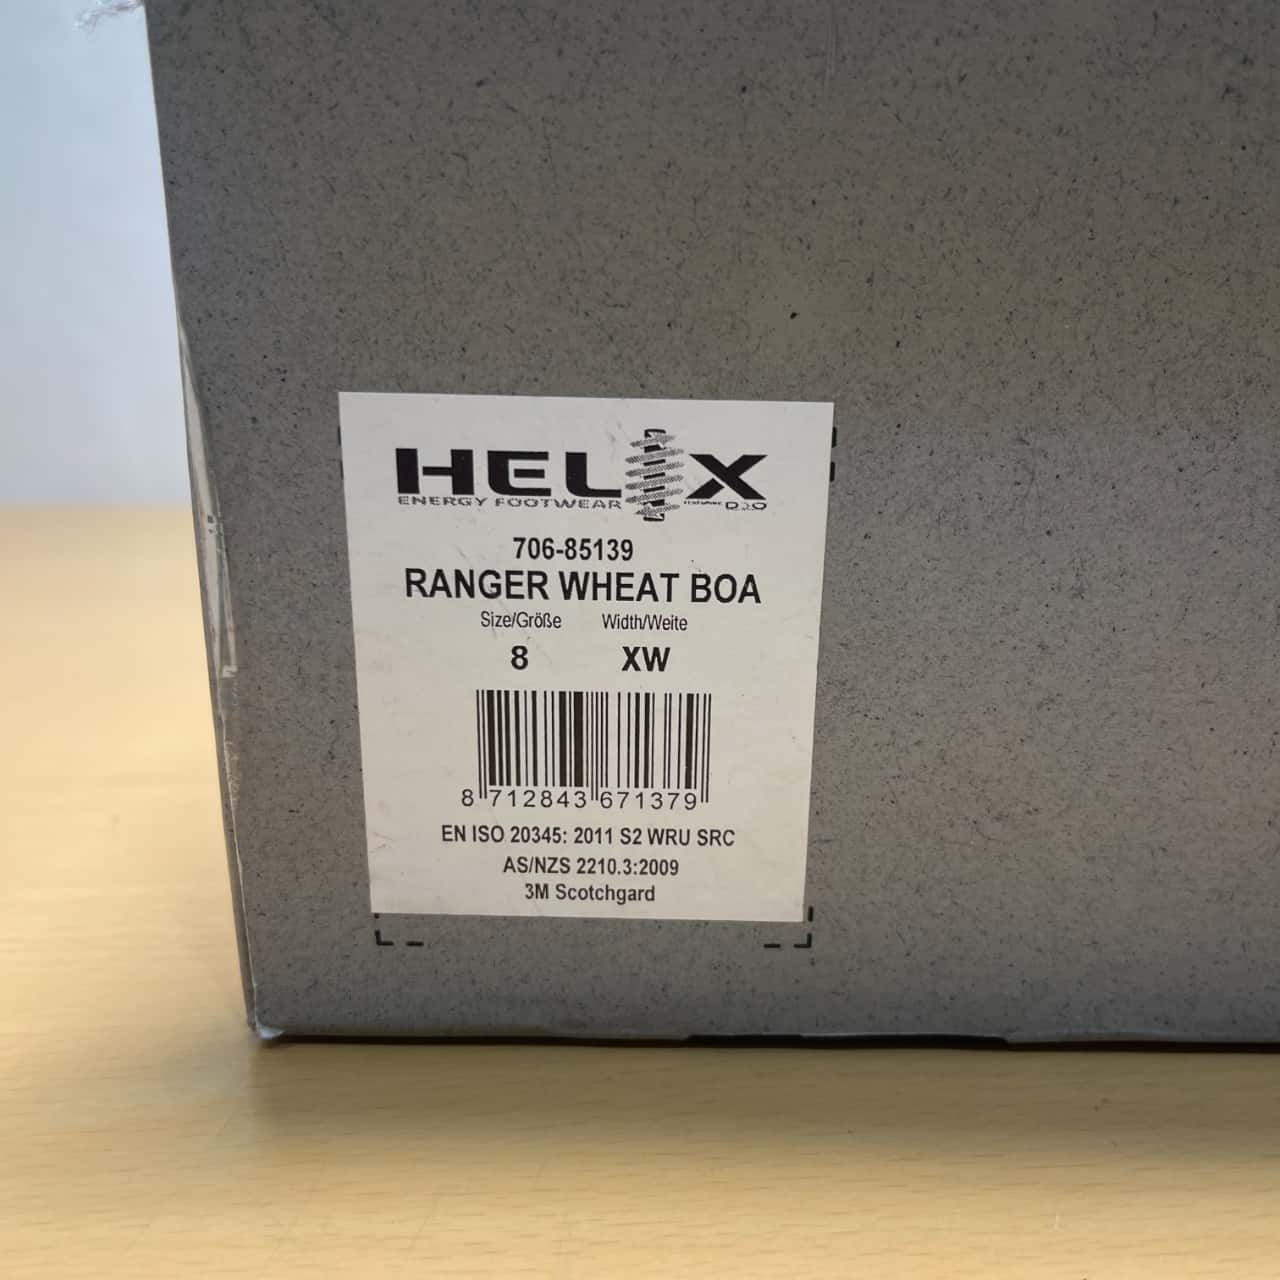 HELIX
ENERGY FOOTWEAR
706-85139
RANGER WHEAT BOA
Size/Größe Width/Weite
8 XW
8 712843 671379
EN ISO 20345: 2011 S2 WRU SRC
AS/NZS 2210.3:2009
3M Scotchgard